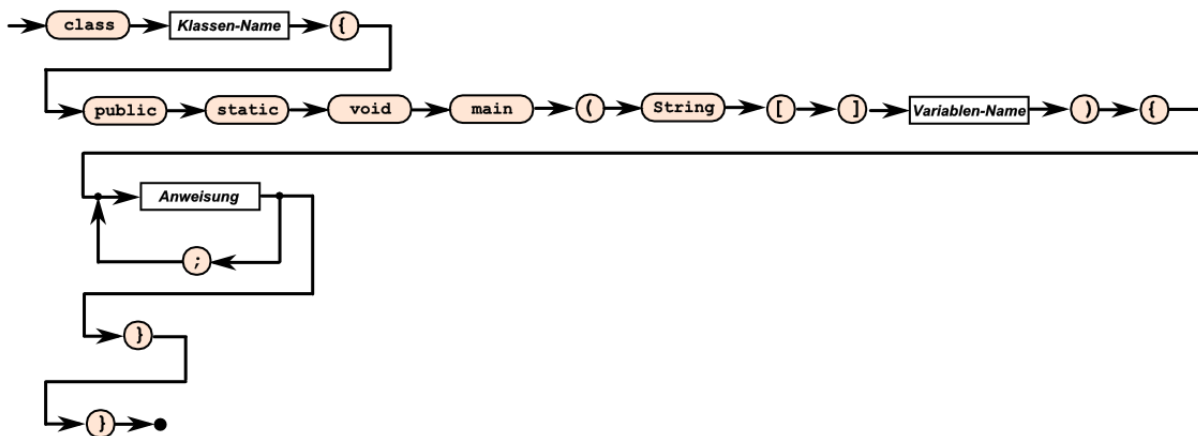 class Klassen-Name {
public static void main ( String [ ] Variablen-Name ) {
Anweisung
;
}
}